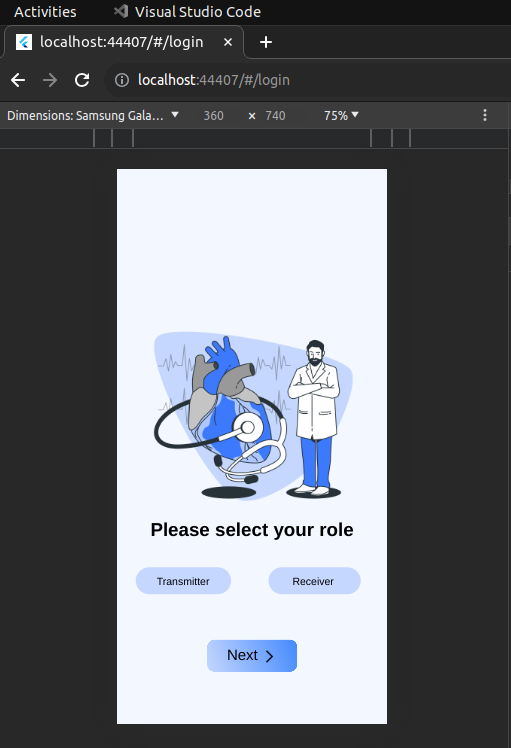 Activities Visual Studio Code
localhost:44407/#/login × +
localhost:44407/#/login
Dimensions: Samsung Gala... 360 × 740 75%
Please select your role
Transmitter Receiver
Next